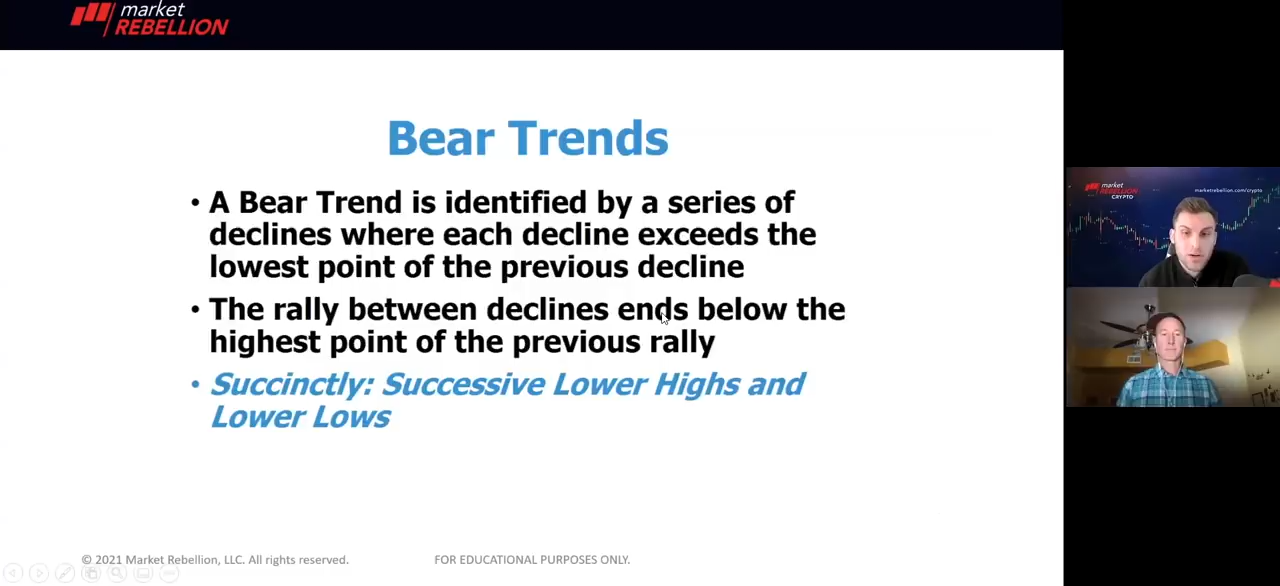 market
REBELLION
Bear Trends
• A Bear Trend is identified by a series of
declines where each decline exceeds the
lowest point of the previous decline
• The rally between declines ends below the
highest point of the previous rally
• Succinctly: Successive Lower Highs and
Lower Lows
© 2021 Market Rebellion, LLC. All rights reserved.
FOR EDUCATIONAL PURPOSES ONLY.
market
REBELLION
CRYPTO
marketrebellion.com/crypto